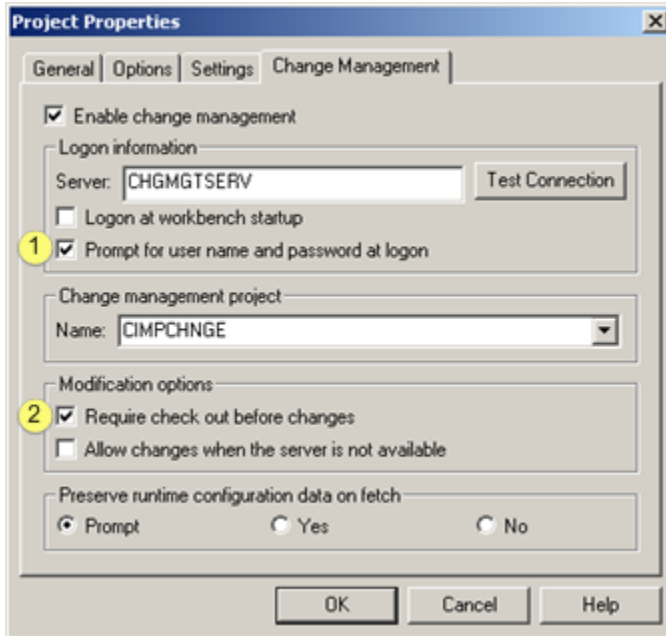 Project Properties
General Options Settings Change Management
Enable change management
Logon information
Server: CHGMGTSERV Test Connection
Logon at workbench startup
1 Prompt for user name and password at logon
Change management project
Name: CIMPCHNGE
Modification options
2 Require check out before changes
Allow changes when the server is not available
Preserve runtime configuration data on fetch
Prompt Yes No
OK Cancel Help